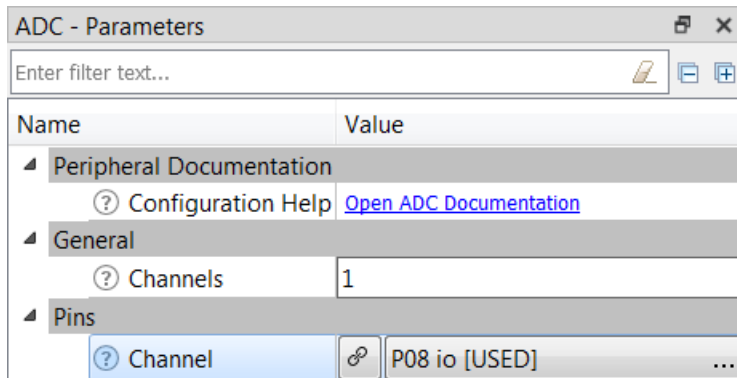 ADC - Parameters
Enter filter text...
Name Value
Peripheral Documentation
Configuration Help Open ADC Documentation
General
Channels 1
Pins
Channel P08 io [USED] ...